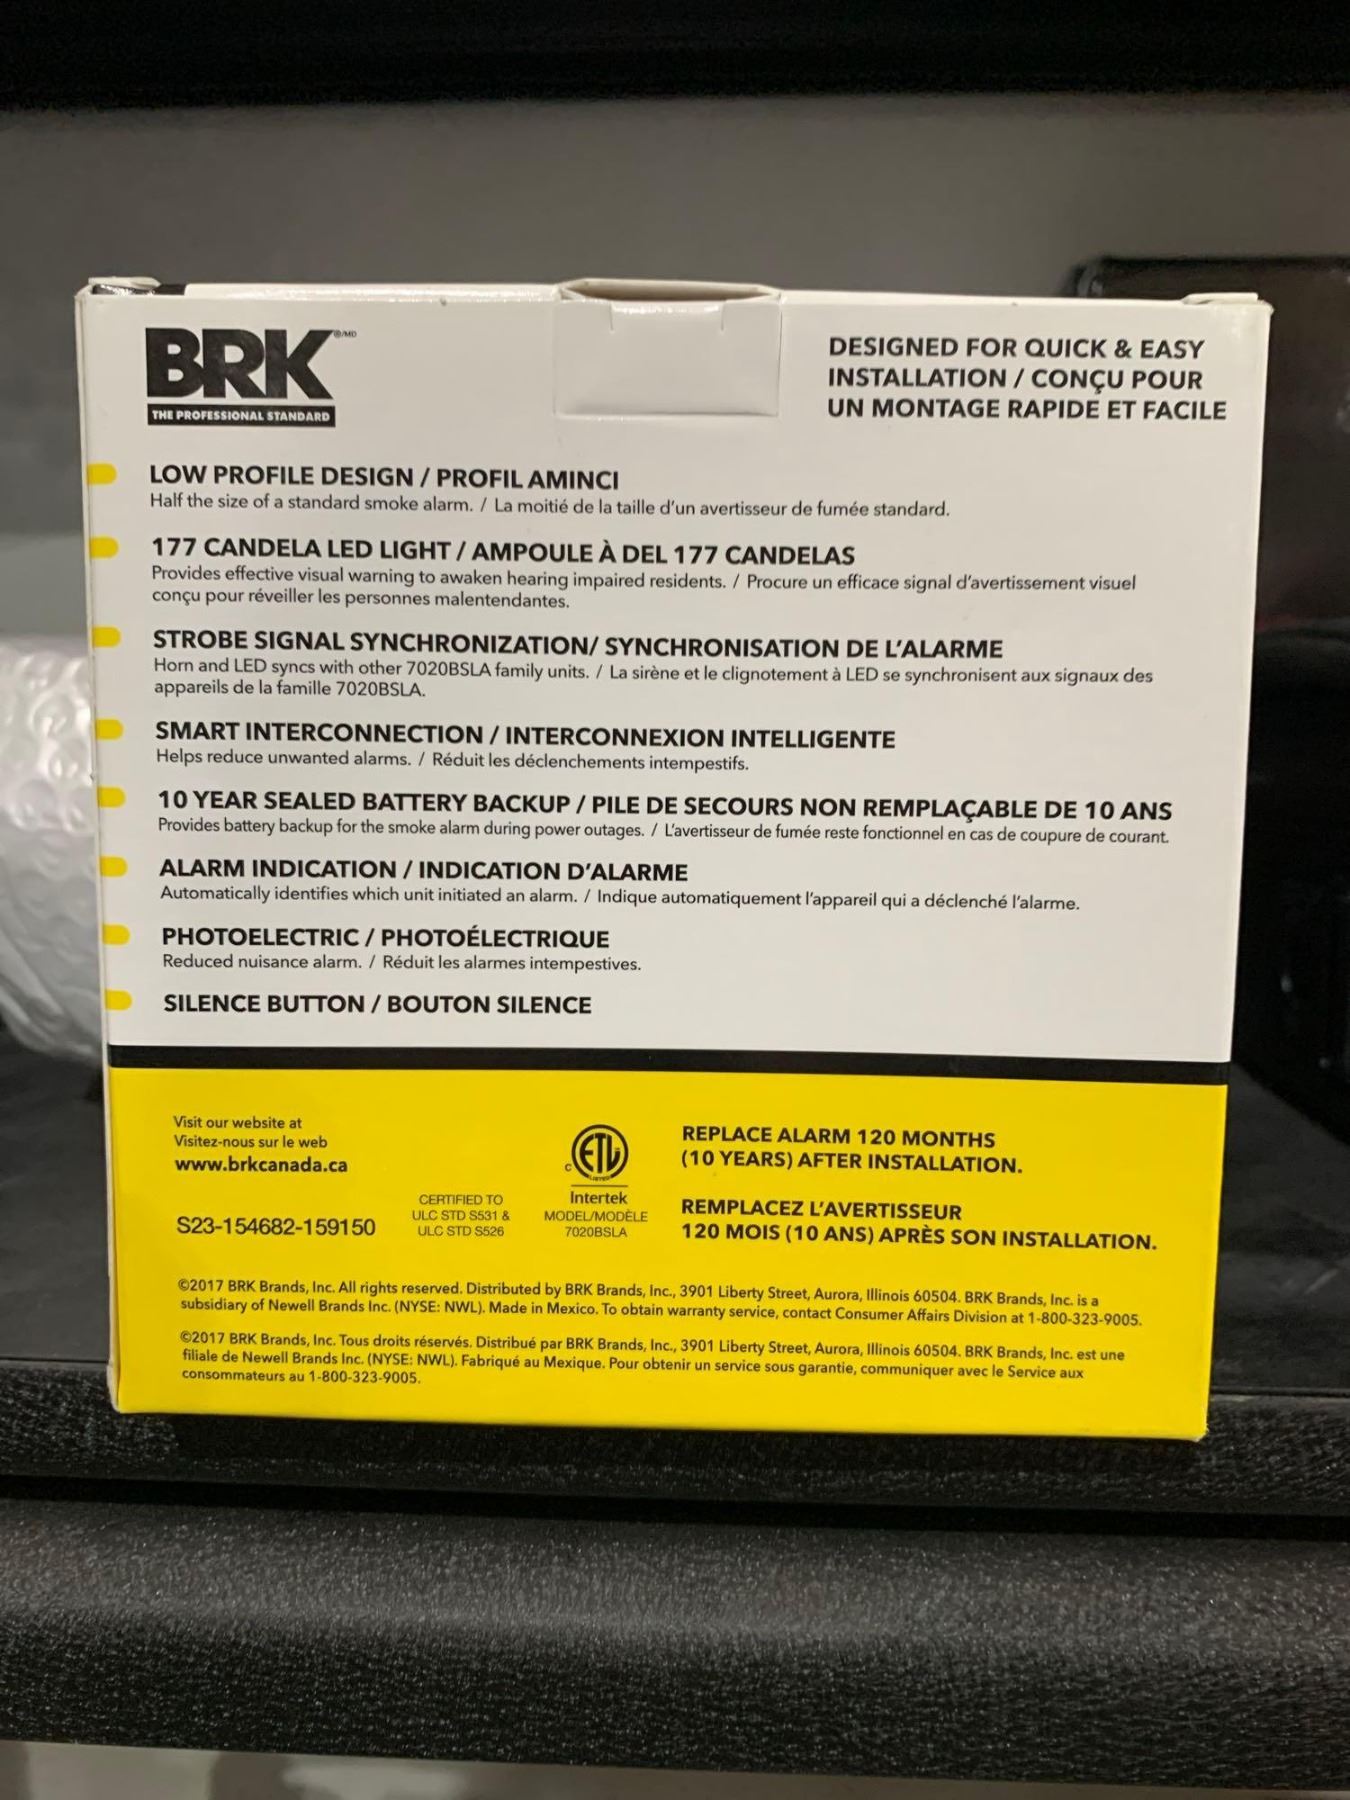 BRK ®/MD
THE PROFESSIONAL STANDARD
DESIGNED FOR QUICK & EASY
INSTALLATION / CONÇU POUR
UN MONTAGE RAPIDE ET FACILE
LOW PROFILE DESIGN / PROFIL AMINCI
Half the size of a standard smoke alarm. / La moitié de la taille d'un avertisseur de fumée standard.
177 CANDELA LED LIGHT / AMPOULE À DEL 177 CANDELAS
Provides effective visual warning to awaken hearing impaired residents. / Procure un efficace signal d'avertissement visuel
conçu pour réveiller les personnes malentendantes.
STROBE SIGNAL SYNCHRONIZATION/ SYNCHRONISATION DE L'ALARME
Horn and LED syncs with other 7020BSLA family units. / La sirène et le clignotement à LED se synchronisent aux signaux des
appareils de la famille 7020BSLA.
SMART INTERCONNECTION / INTERCONNEXION INTELLIGENTE
Helps reduce unwanted alarms. / Réduit les déclenchements intempestifs.
10 YEAR SEALED BATTERY BACKUP / PILE DE SECOURS NON REMPLAÇABLE DE 10 ANS
Provides battery backup for the smoke alarm during power outages. / L'avertisseur de fumée reste fonctionnel en cas de coupure de courant.
ALARM INDICATION / INDICATION D'ALARME
Automatically identifies which unit initiated an alarm. / Indique automatiquement l'appareil qui a déclenché l'alarme.
PHOTOELECTRIC / PHOTOÉLECTRIQUE
Reduced nuisance alarm. / Réduit les alarmes intempestives.
SILENCE BUTTON / BOUTON SILENCE
Visit our website at
Visitez-nous sur le web
www.brkcanada.ca
S23-154682-159150
CERTIFIED TO
ULC STD S531 &
ULC STD S526
C ETL
LISTED
Intertek
MODEL/MODÈLE
7020BSLA
REPLACE ALARM 120 MONTHS
(10 YEARS) AFTER INSTALLATION.
REMPLACEZ L'AVERTISSEUR
120 MOIS (10 ANS) APRÈS SON INSTALLATION.
©2017 BRK Brands, Inc. All rights reserved. Distributed by BRK Brands, Inc., 3901 Liberty Street, Aurora, Illinois 60504. BRK Brands, Inc. is a
subsidiary of Newell Brands Inc. (NYSE: NWL). Made in Mexico. To obtain warranty service, contact Consumer Affairs Division at 1-800-323-9005.
©2017 BRK Brands, Inc. Tous droits réservés. Distribué par BRK Brands, Inc., 3901 Liberty Street, Aurora, Illinois 60504. BRK Brands, Inc. est une
filiale de Newell Brands Inc. (NYSE: NWL). Fabriqué au Mexique. Pour obtenir un service sous garantie, communiquer avec le Service aux
consommateurs au 1-800-323-9005.